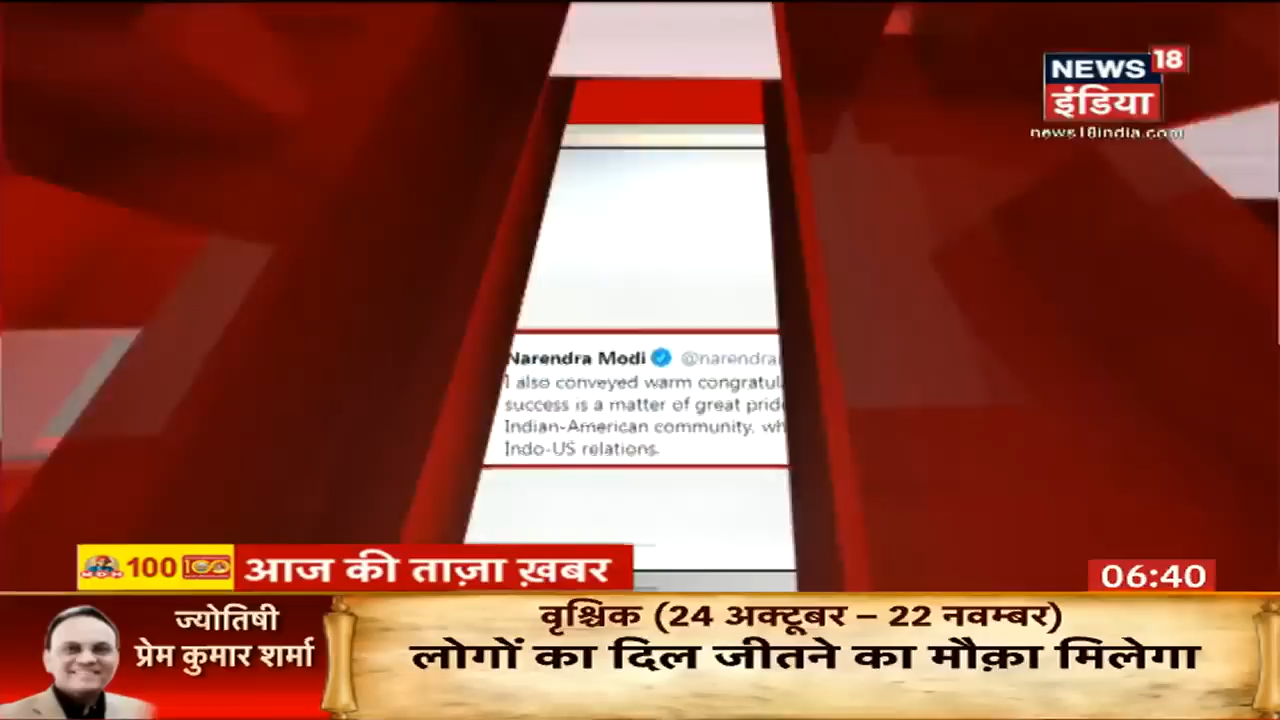 NEWS 18
इंडिया
news18india.com
Narendra Modi @narendra
I also conveyed warm congratul
success is a matter of great prid
Indian-American community, wh
Indo-US relations.
100
आज की ताज़ा ख़बर
06:40
ज्योतिषी
प्रेम कुमार शर्मा
वृश्चिक (24 अक्टूबर – 22 नवम्बर)
लोगों का दिल जीतने का मौक़ा मिलेगा